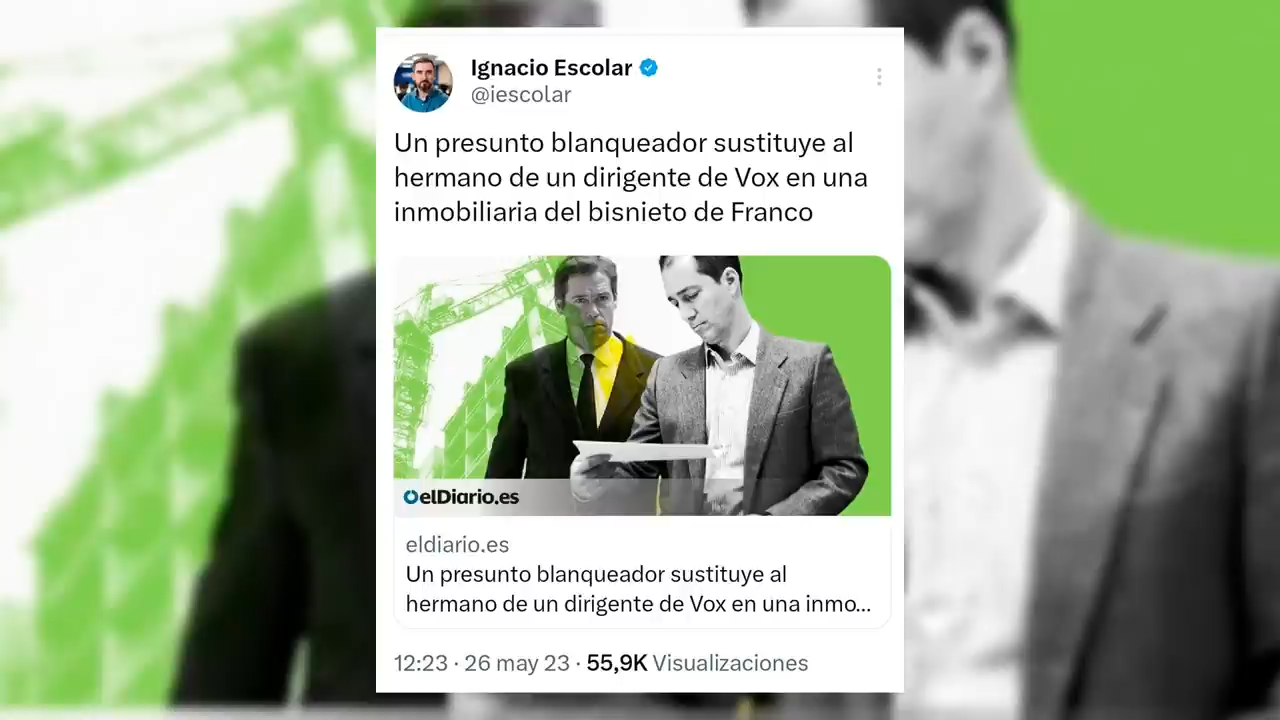 Ignacio Escolar
@iescolar
Un presunto blanqueador sustituye al
hermano de un dirigente de Vox en una
inmobiliaria del bisnieto de Franco
elDiario.es
eldiario.es
Un presunto blanqueador sustituye al
hermano de un dirigente de Vox en una inmo...
12:23 · 26 may 23 · 55,9K Visualizaciones